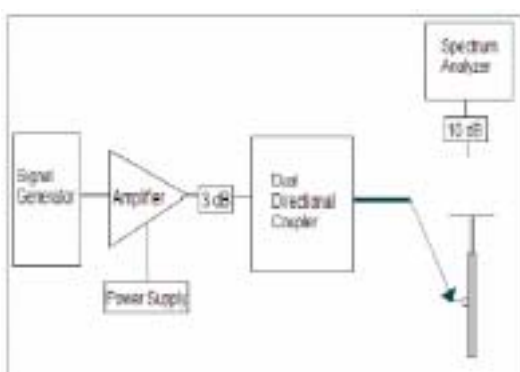 Spectrum
Analyzer
10 dB
Signal
Generator
Amplifier
3 dB
Dual
Directional
Coupler
Power Supply